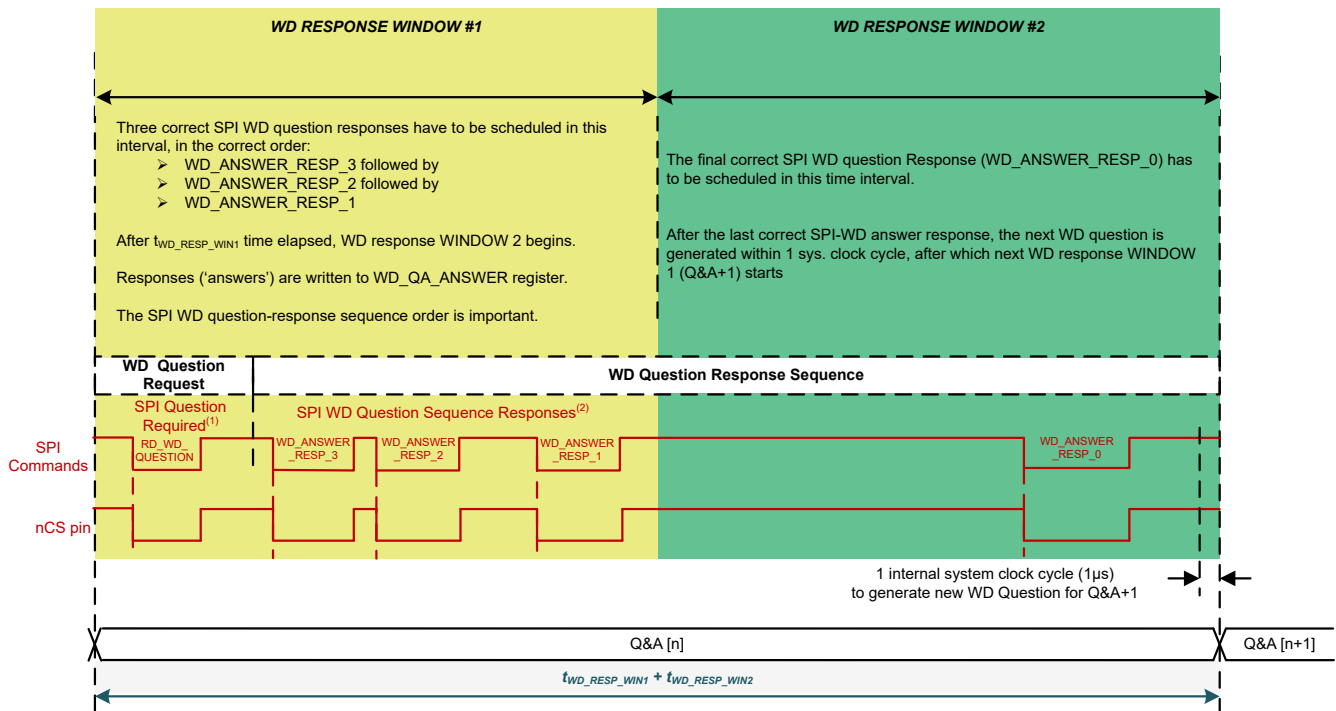 WD RESPONSE WINDOW #1
WD RESPONSE WINDOW #2
Three correct SPI WD question responses have to be scheduled in this
interval, in the correct order:
➢ WD_ANSWER_RESP_3 followed by
➢ WD_ANSWER_RESP_2 followed by
➢ WD_ANSWER_RESP_1
After tWD_RESP_WIN1 time elapsed, WD response WINDOW 2 begins.
Responses (‘answers’) are written to WD_QA_ANSWER register.
The SPI WD question-response sequence order is important.
The final correct SPI WD question Response (WD_ANSWER_RESP_0) has
to be scheduled in this time interval.
After the last correct SPI-WD answer response, the next WD question is
generated within 1 sys. clock cycle, after which next WD response WINDOW
1 (Q&A+1) starts
WD Question
Request
WD Question Response Sequence
SPI Question
Required(1)
SPI WD Question Sequence Responses(2)
SPI
Commands
RD_WD_
QUESTION
WD_ANSWER
_RESP_3
WD_ANSWER
_RESP_2
WD_ANSWER
_RESP_1
WD_ANSWER
_RESP_0
nCS pin
1 internal system clock cycle (1µs)
to generate new WD Question for Q&A+1
Q&A [n]
Q&A [n+1]
tWD_RESP_WIN1 + tWD_RESP_WIN2